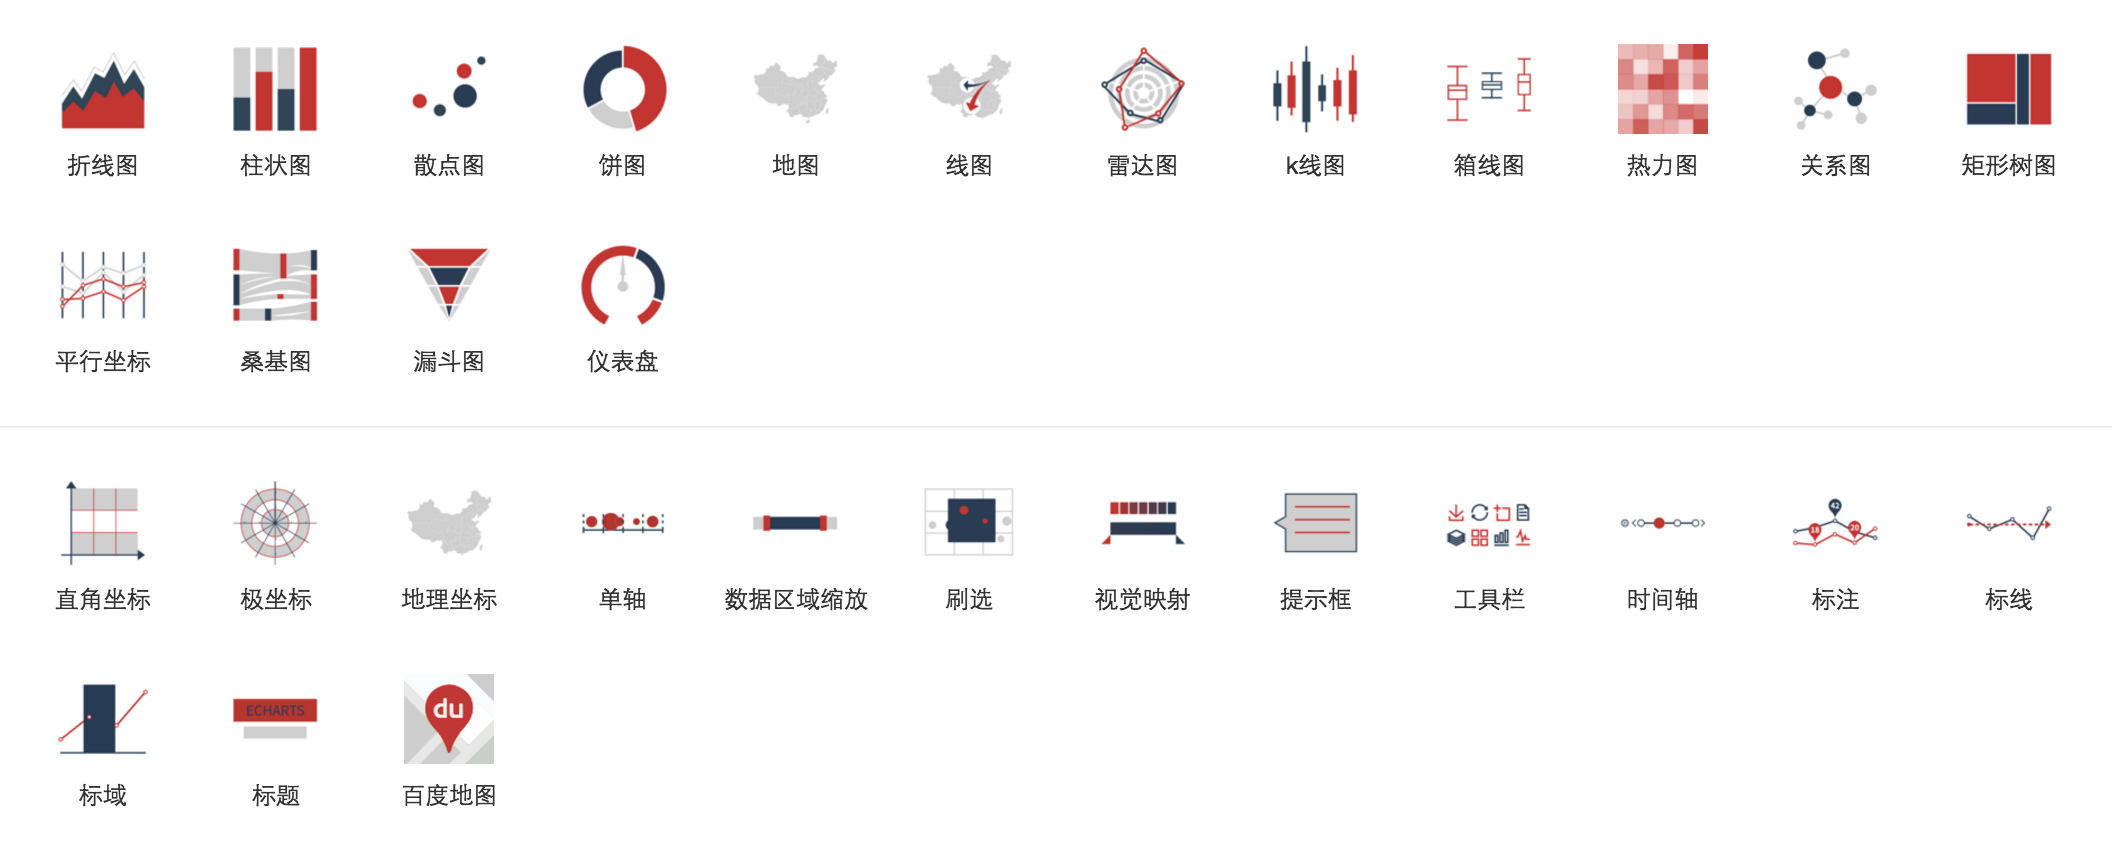 折线图 柱状图 散点图 饼图 地图 线图 雷达图 k线图 箱线图 热力图 关系图 矩形树图
平行坐标 桑基图 漏斗图 仪表盘
42
18 20
直角坐标 极坐标 地理坐标 单轴 数据区域缩放 刷选 视觉映射 提示框 工具栏 时间轴 标注 标线
ECHARTS
du
标域 标题 百度地图